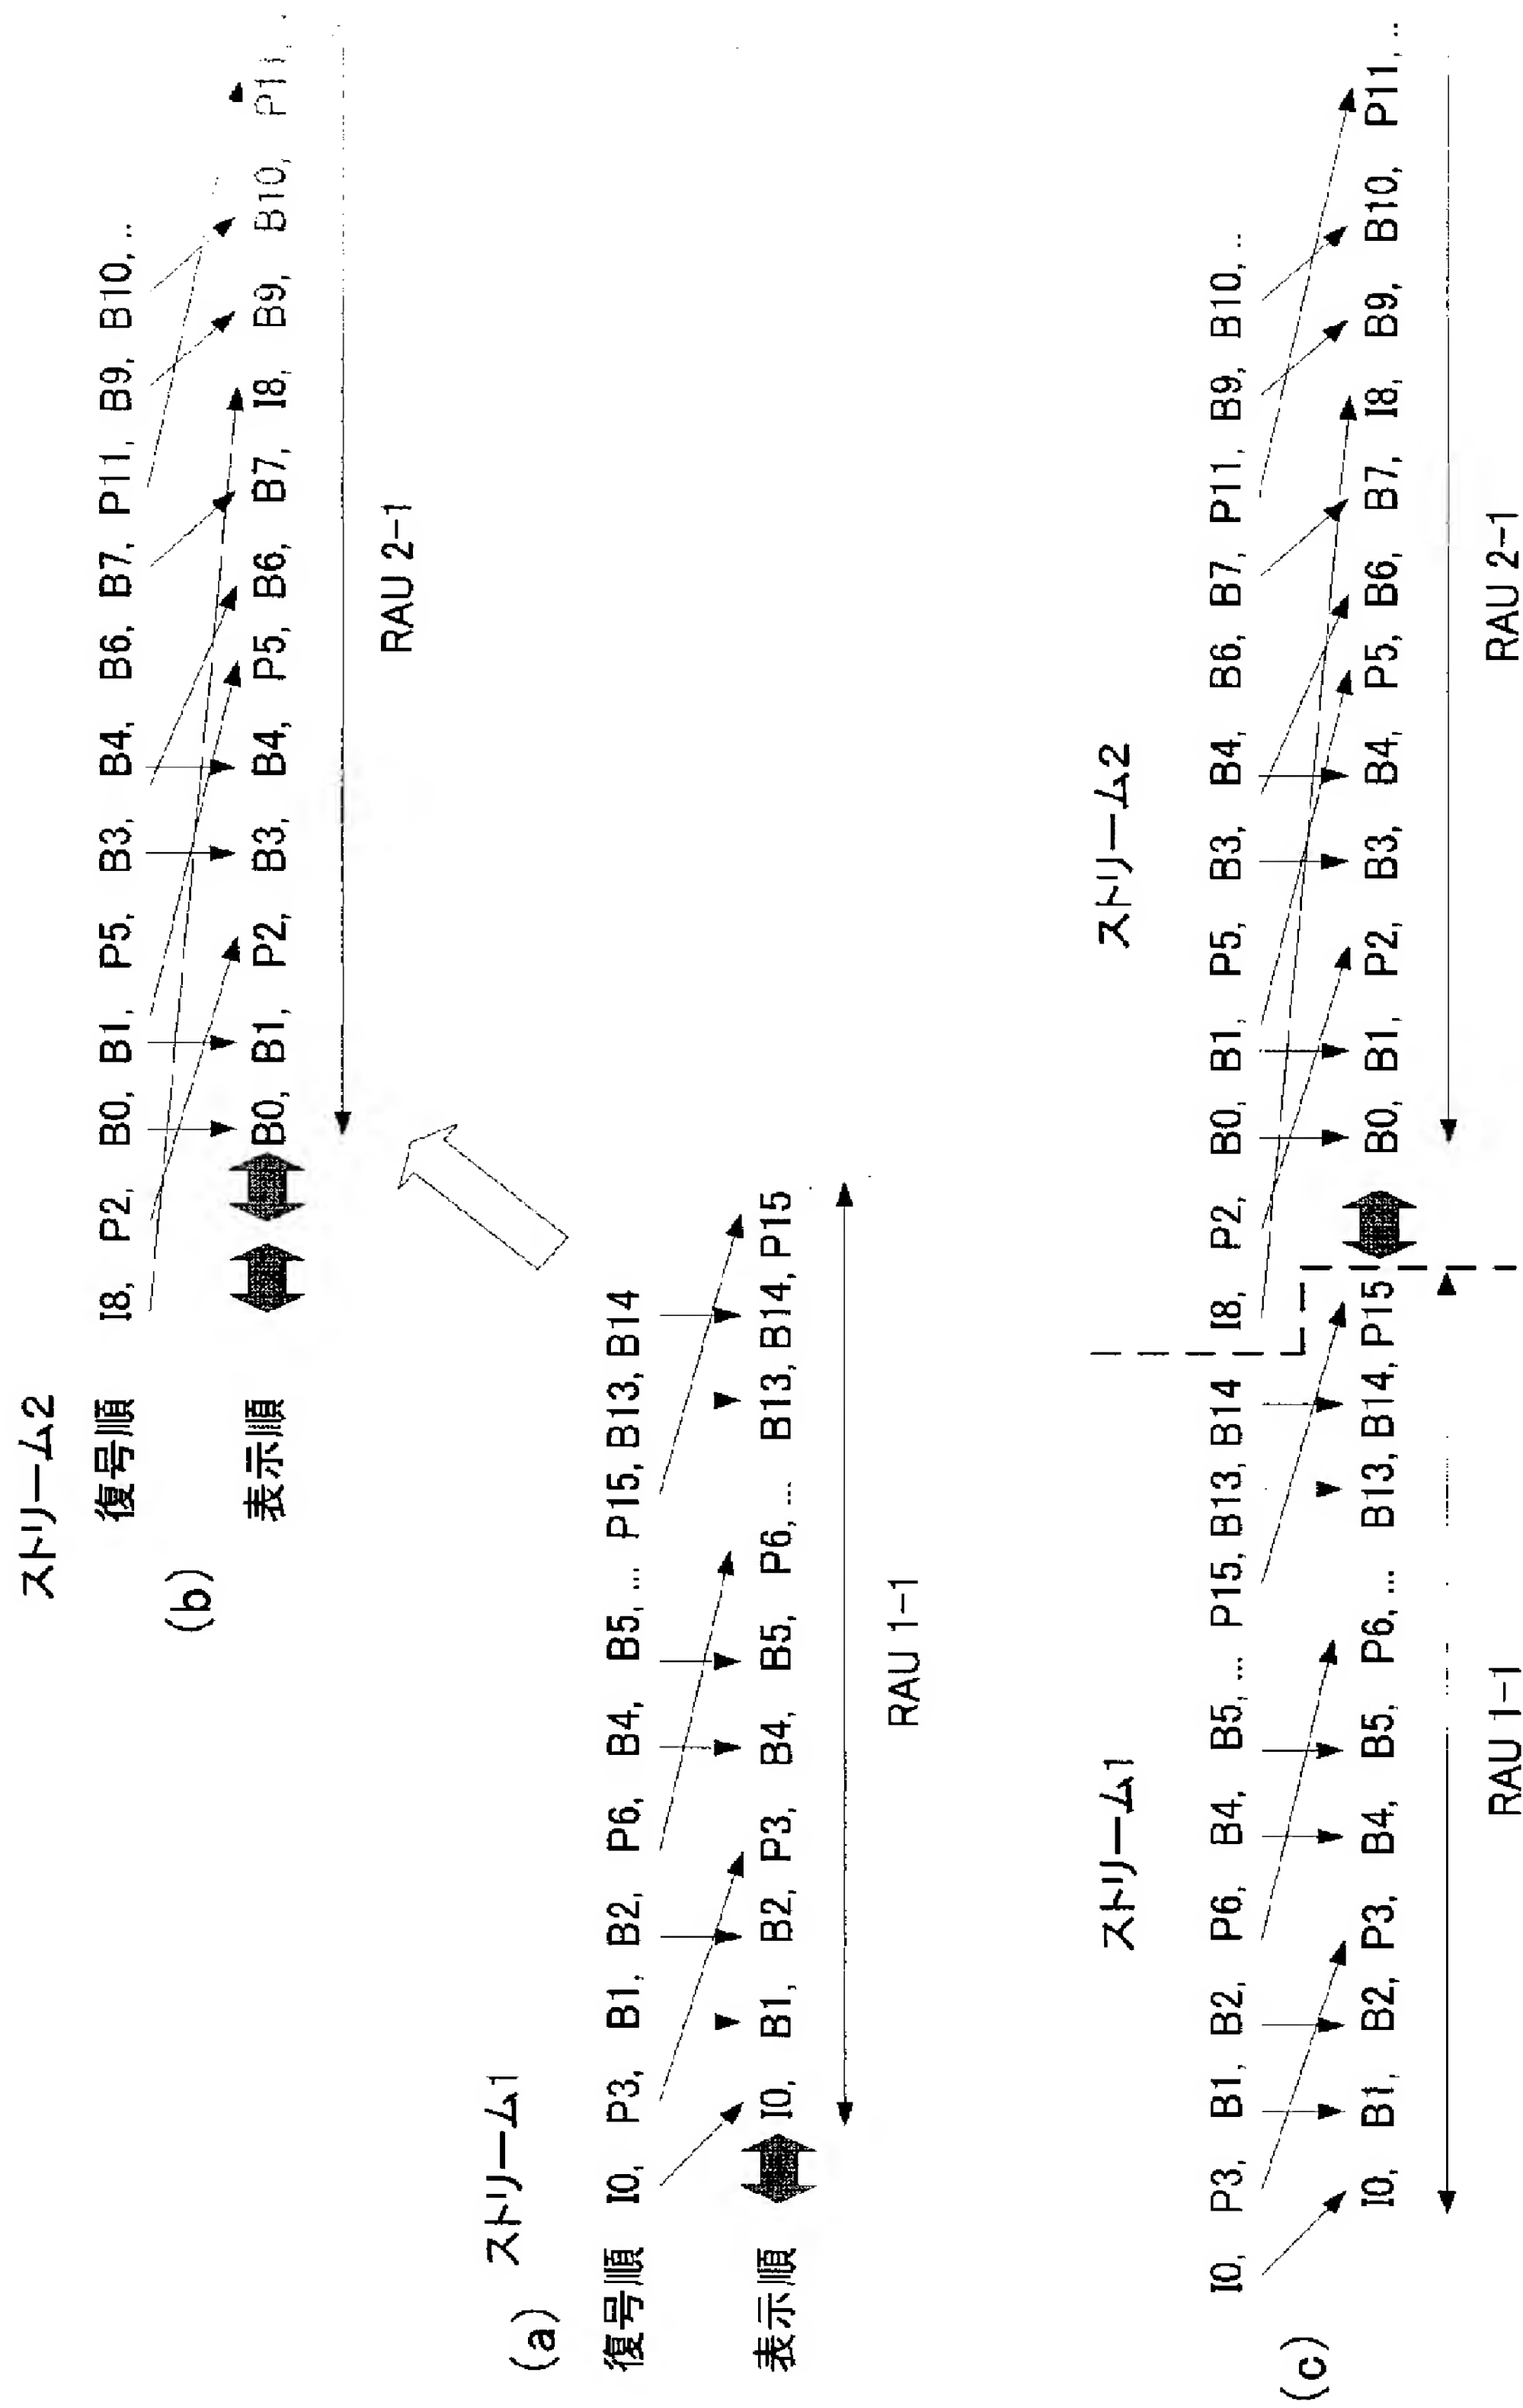 ストリーム2
(b)
復号順 I8, P2, B0, B1, P5, B3, B4, B6, B7, P11, B9, B10, ..
表示順 B0, B1, P2, B3, B4, P5, B6, B7, I8, B9, B10, P11, ..
RAU 2-1
ストリーム1
(a)
復号順 I0, P3, B1, B2, P6, B4, B5, ... P15, B13, B14
表示順 I0, B1, B2, P3, B4, B5, P6, ... B13, B14, P15
RAU 1-1
ストリーム1 ストリーム2
(c)
I0, P3, B1, B2, P6, B4, B5, ... P15, B13, B14 I8, P2, B0, B1, P5, B3, B4, B6, B7, P11, B9, B10, ..
I0, B1, B2, P3, B4, B5, P6, ... B13, B14, P15 B0, B1, P2, B3, B4, P5, B6, B7, I8, B9, B10, P11, ..
RAU 1-1 RAU 2-1